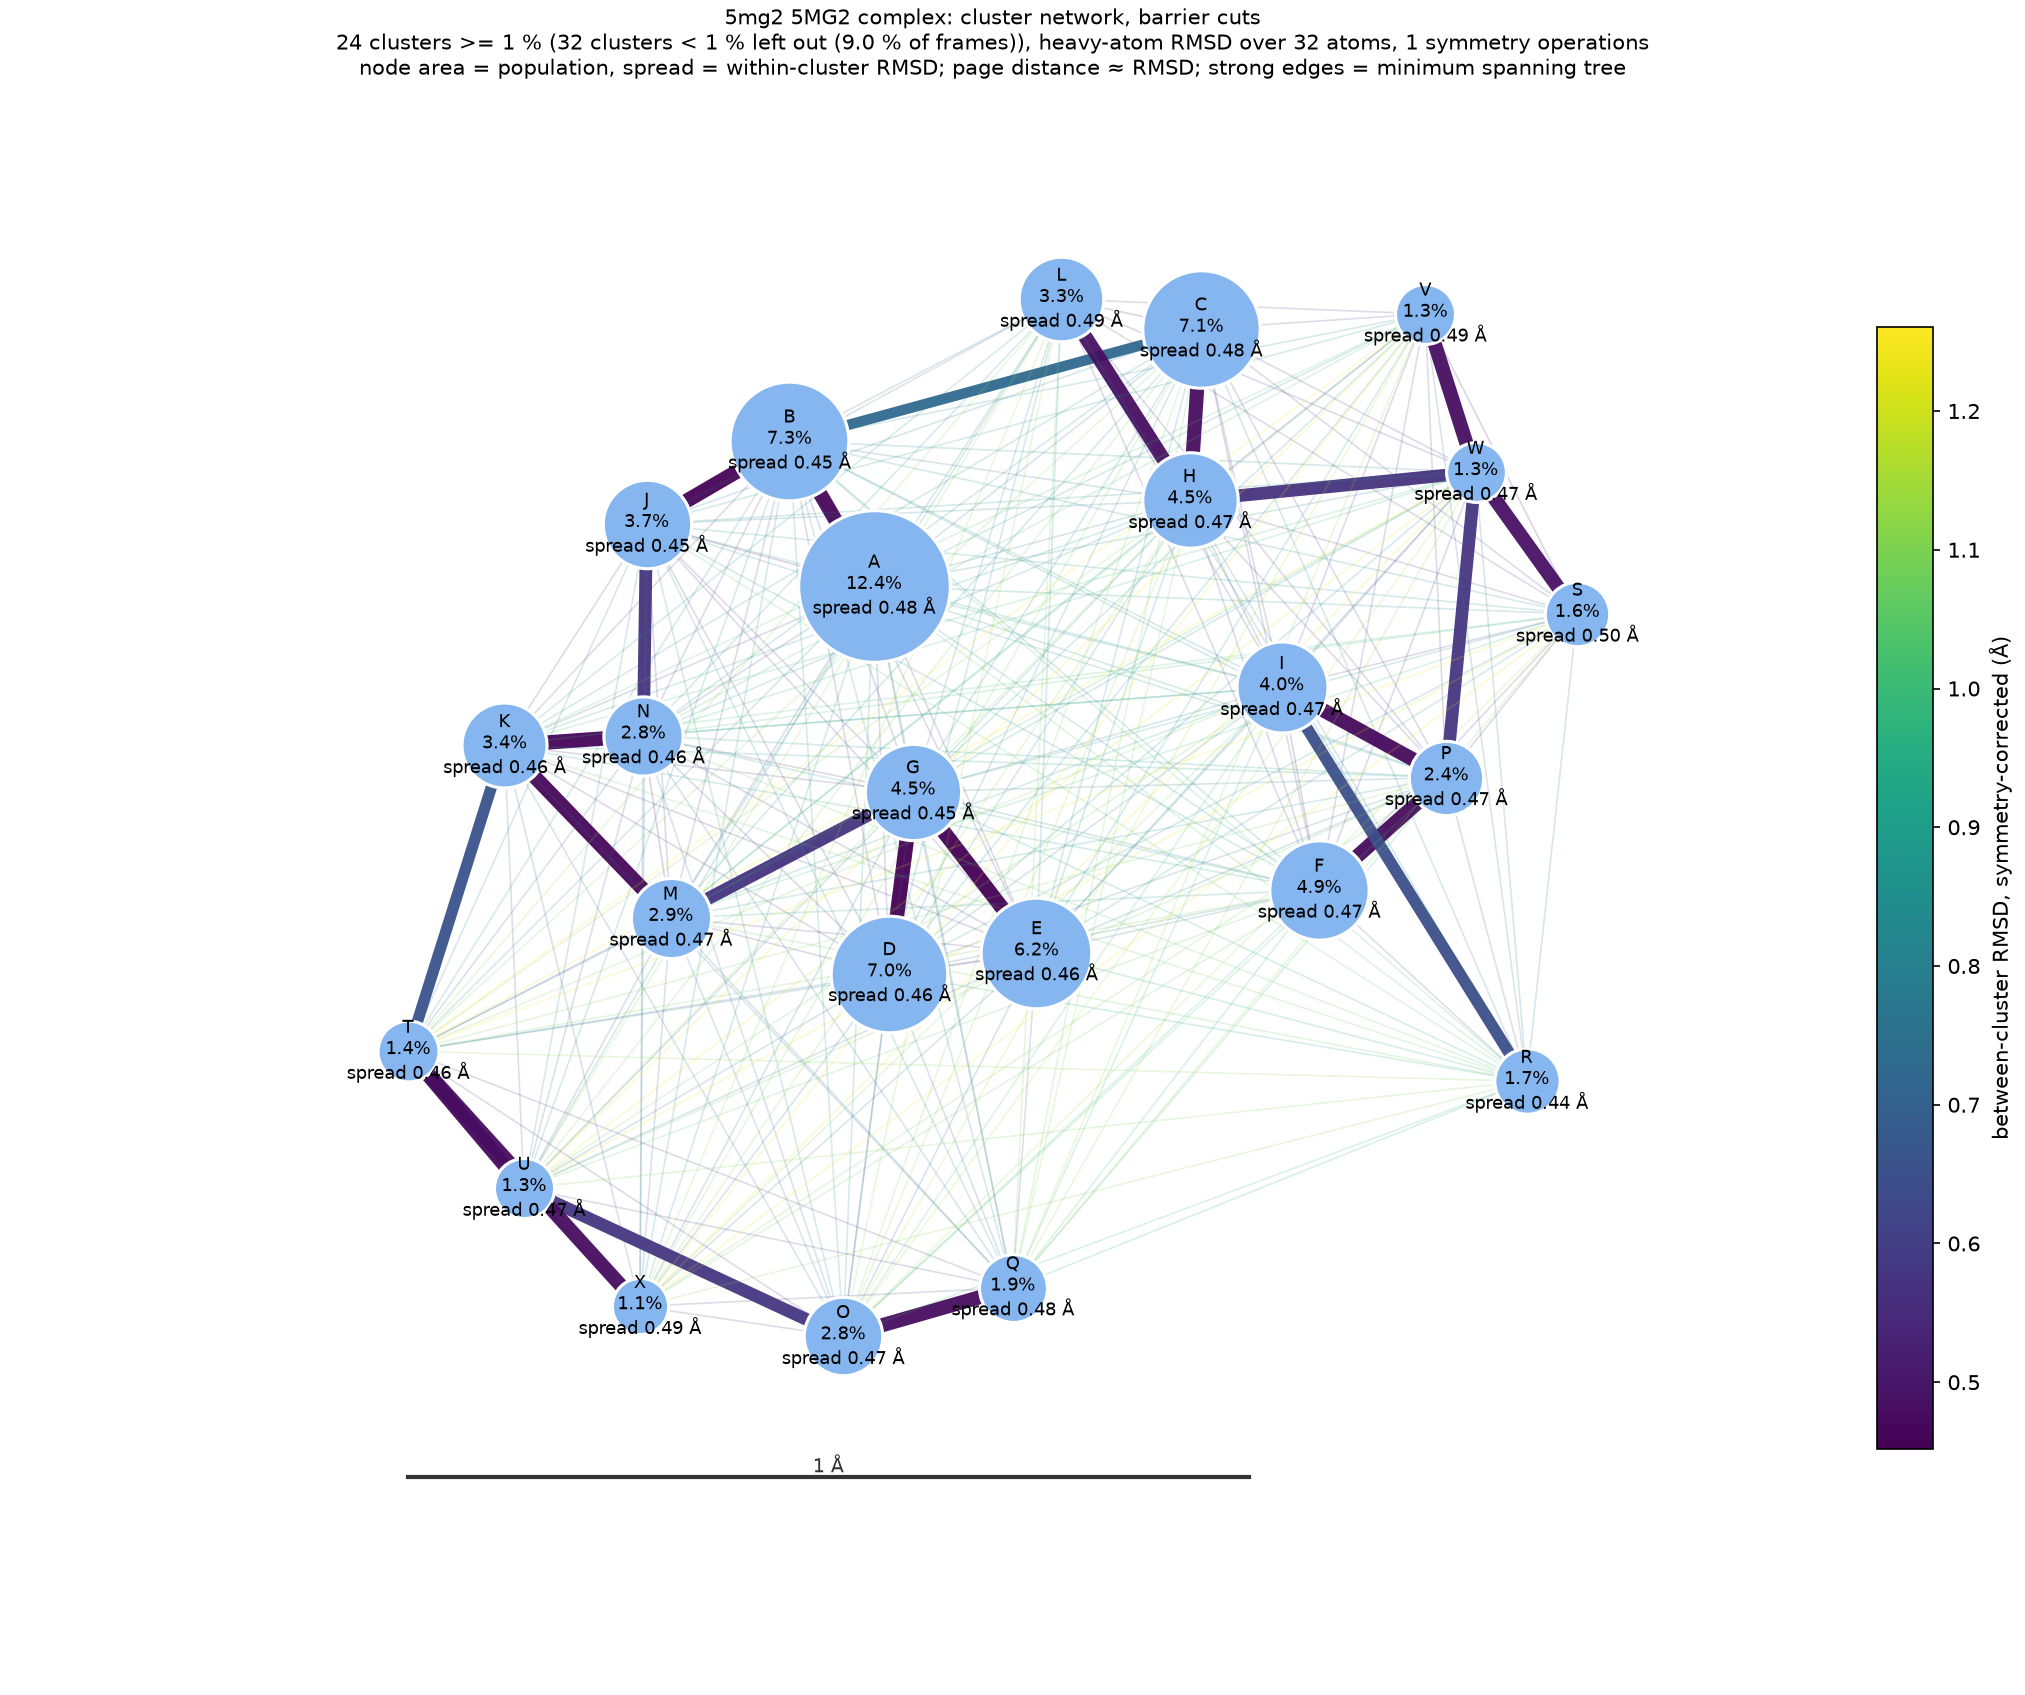 5mg2 5MG2 complex: cluster network, barrier cuts
24 clusters >= 1 % (32 clusters < 1 % left out (9.0 % of frames)), heavy-atom RMSD over 32 atoms, 1 symmetry operations
node area = population, spread = within-cluster RMSD; page distance ≈ RMSD; strong edges = minimum spanning tree
L
3.3%
spread 0.49 Å
C
7.1%
spread 0.48 Å
V
1.3%
spread 0.49 Å
B
7.3%
spread 0.45 Å
W
1.3%
spread 0.47 Å
H
4.5%
spread 0.47 Å
J
3.7%
spread 0.45 Å
A
12.4%
spread 0.48 Å
S
1.6%
spread 0.50 Å
I
4.0%
spread 0.47 Å
K
3.4%
spread 0.46 Å
N
2.8%
spread 0.46 Å
G
4.5%
spread 0.45 Å
P
2.4%
spread 0.47 Å
F
4.9%
spread 0.47 Å
M
2.9%
spread 0.47 Å
D
7.0%
spread 0.46 Å
E
6.2%
spread 0.46 Å
T
1.4%
spread 0.46 Å
R
1.7%
spread 0.44 Å
U
1.3%
spread 0.47 Å
X
1.1%
spread 0.49 Å
O
2.8%
spread 0.47 Å
Q
1.9%
spread 0.48 Å
1 Å
1.2
1.1
1.0
0.9
0.8
0.7
0.6
0.5
between-cluster RMSD, symmetry-corrected (Å)